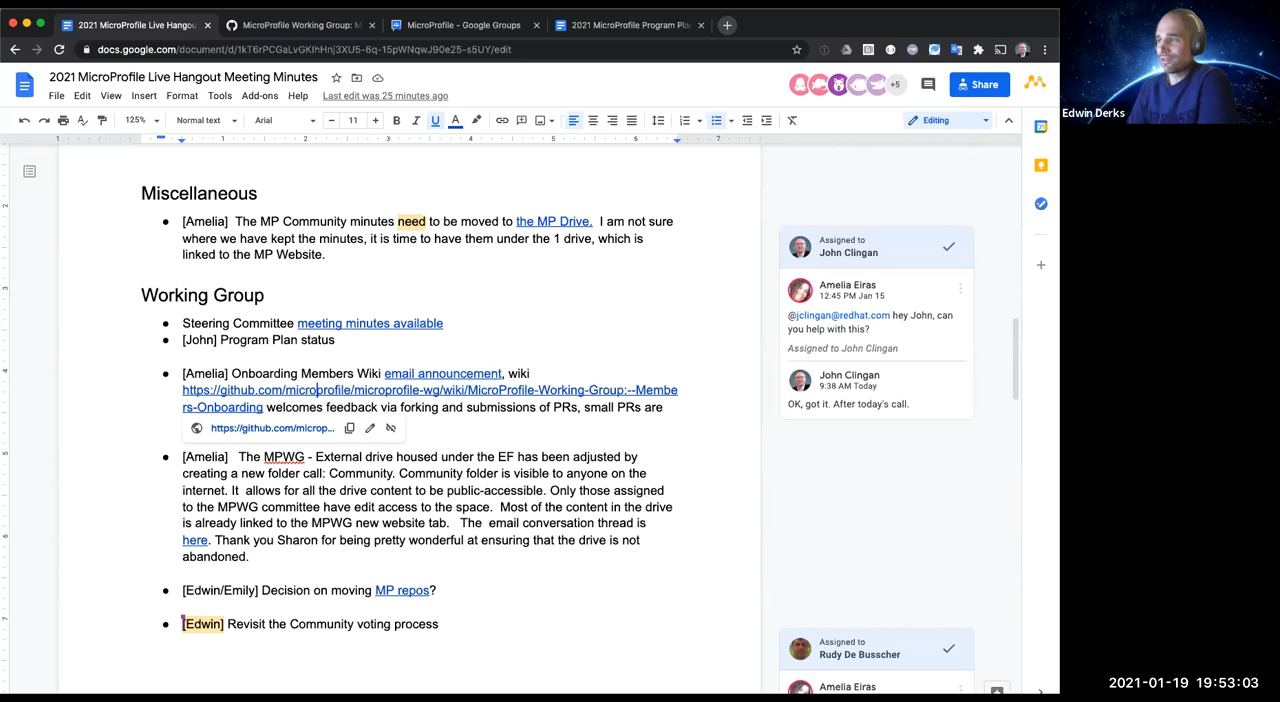 2021 MicroProfile Live Hangou
MicroProfile Working Group: M
MicroProfile - Google Groups
2021 MicroProfile Program Pla
docs.google.com/document/d/1kT6rPCGaLvGKIhHnj3XU5-6q-15pWNqwJ90e25-s5UY/edit
2021 MicroProfile Live Hangout Meeting Minutes
+5
Share
File Edit View Insert Format Tools Add-ons Help
Last edit was 25 minutes ago
125%
Normal text
Arial
11
B I U A
Editing
1 1 2 3 4 5 6 7
Miscellaneous
[Amelia] The MP Community minutes need to be moved to the MP Drive. I am not sure
where we have kept the minutes, it is time to have them under the 1 drive, which is
linked to the MP Website.
Working Group
Steering Committee meeting minutes available
[John] Program Plan status
[Amelia] Onboarding Members Wiki email announcement, wiki
https://github.com/microprofile/microprofile-wg/wiki/MicroProfile-Working-Group:--Membe
rs-Onboarding welcomes feedback via forking and submissions of PRs, small PRs are
https://github.com/microp...
[Amelia] The MPWG - External drive housed under the EF has been adjusted by
creating a new folder call: Community. Community folder is visible to anyone on the
internet. It allows for all the drive content to be public-accessible. Only those assigned
to the MPWG committee have edit access to the space. Most of the content in the drive
is already linked to the MPWG new website tab. The email conversation thread is
here. Thank you Sharon for being pretty wonderful at ensuring that the drive is not
abandoned.
[Edwin/Emily] Decision on moving MP repos?
[Edwin] Revisit the Community voting process
Assigned to
John Clingan
Amelia Eiras
12:45 PM Jan 15
@jclingan@redhat.com hey John, can
you help with this?
Assigned to John Clingan
John Clingan
9:38 AM Today
OK, got it. After today's call.
Assigned to
Rudy De Busscher
Amelia Eiras
Edwin Derks
2021-01-19 19:53:03